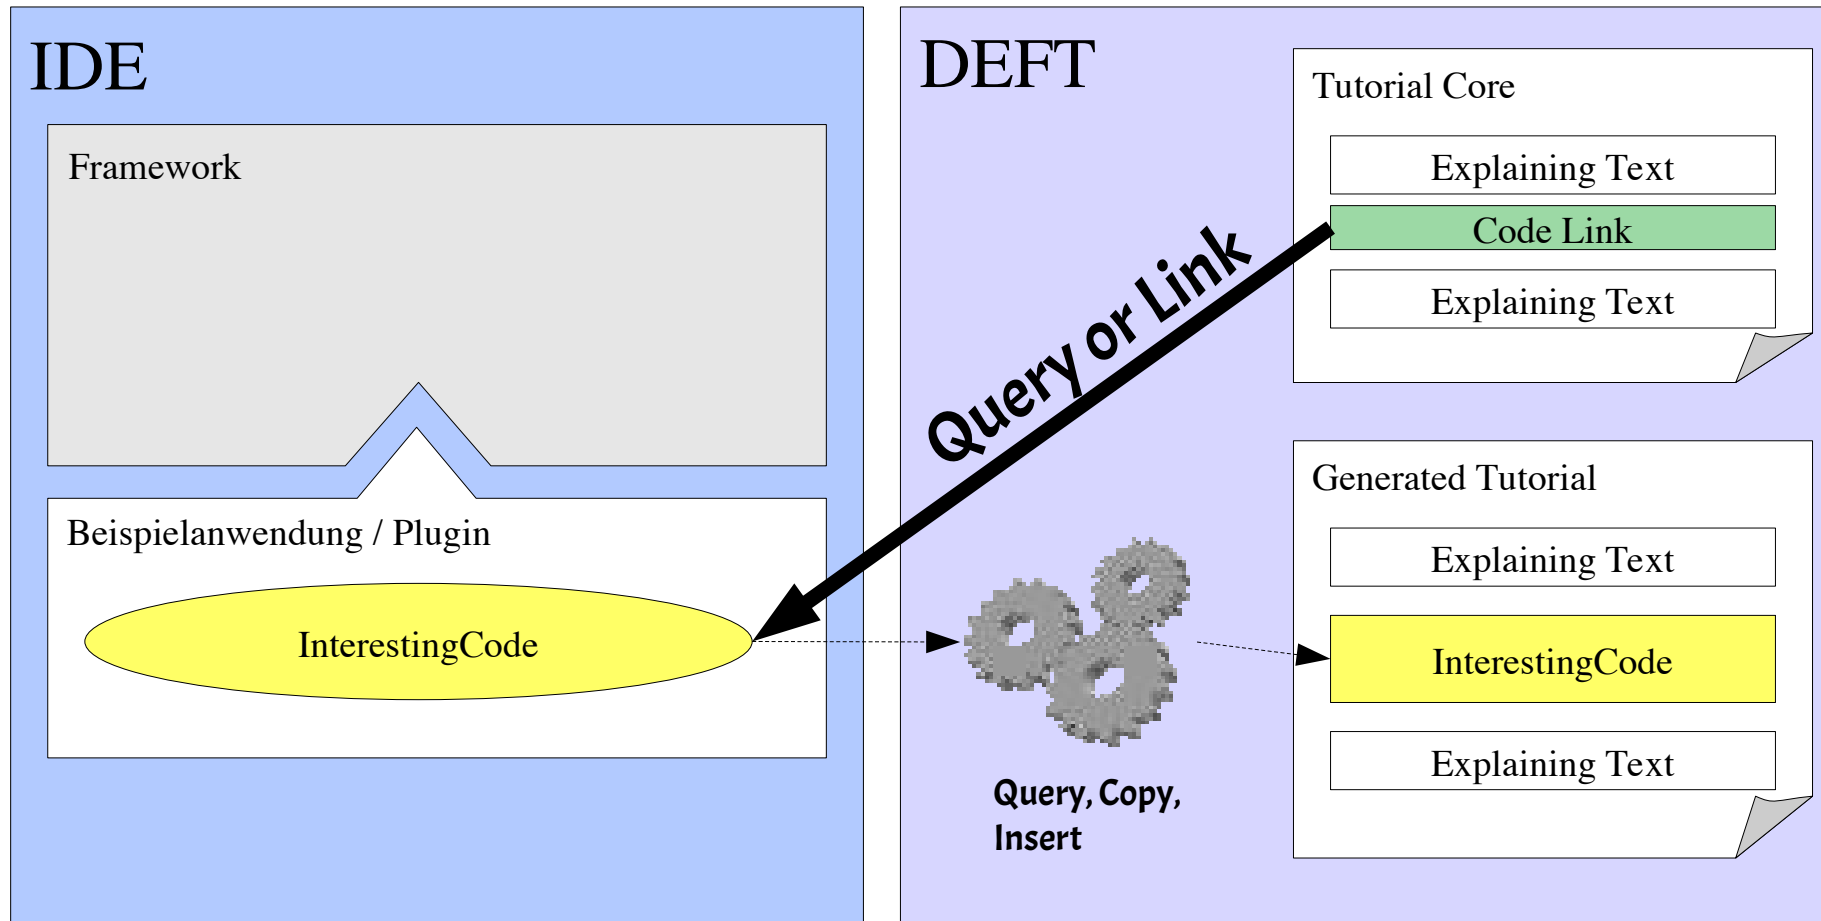 IDE
Framework
Beispielanwendung / Plugin
InterestingCode
DEFT
Query or Link
Query, Copy,
Insert
Tutorial Core
Explaining Text
Code Link
Explaining Text
Generated Tutorial
Explaining Text
InterestingCode
Explaining Text